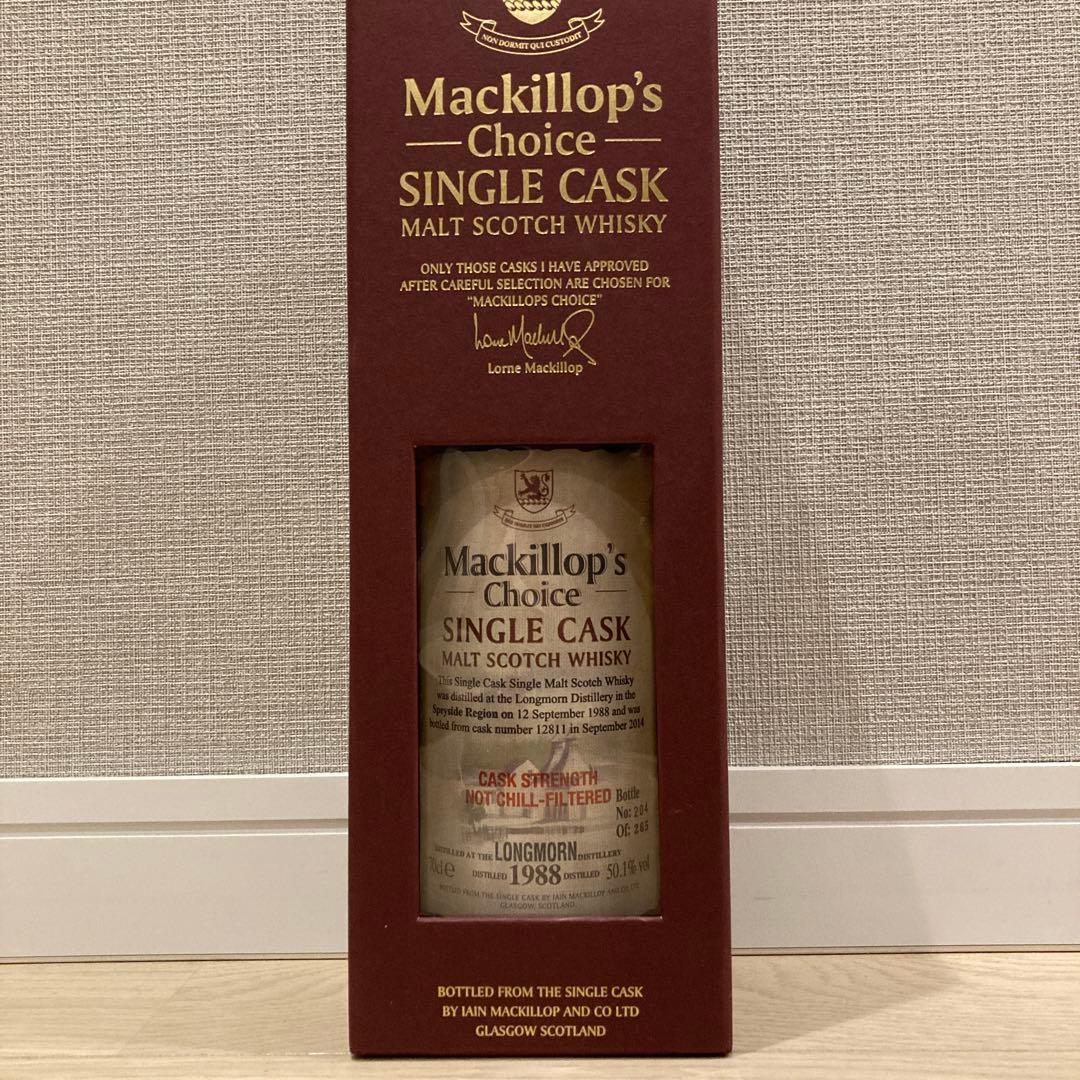 NON DORMIT QUI CUSTODIT
Mackillop's
Choice
SINGLE CASK
MALT SCOTCH WHISKY
ONLY THOSE CASKS I HAVE APPROVED
AFTER CAREFUL SELECTION ARE CHOSEN FOR
"MACKILLOPS CHOICE"
Lorne Mackillop
Mackillop's
Choice
SINGLE CASK
MALT SCOTCH WHISKY
This Single Cask Single Malt Scotch Whisky
was distilled at the Longmorn Distillery in the
Speyside Region on 12 September 1988 and was
bottled from cask number 12811 in September 2014
CASK STRENGTH
NOT CHILL-FILTERED
Bottle
No: 204
Of: 265
DISTILLED AT THE LONGMORN DISTILLERY
70cl e DISTILLED 1988 DISTILLED 50.1% vol
BOTTLED FROM THE SINGLE CASK BY IAIN MACKILLOP AND CO LTD
GLASGOW, SCOTLAND.
BOTTLED FROM THE SINGLE CASK
BY IAIN MACKILLOP AND CO LTD
GLASGOW SCOTLAND